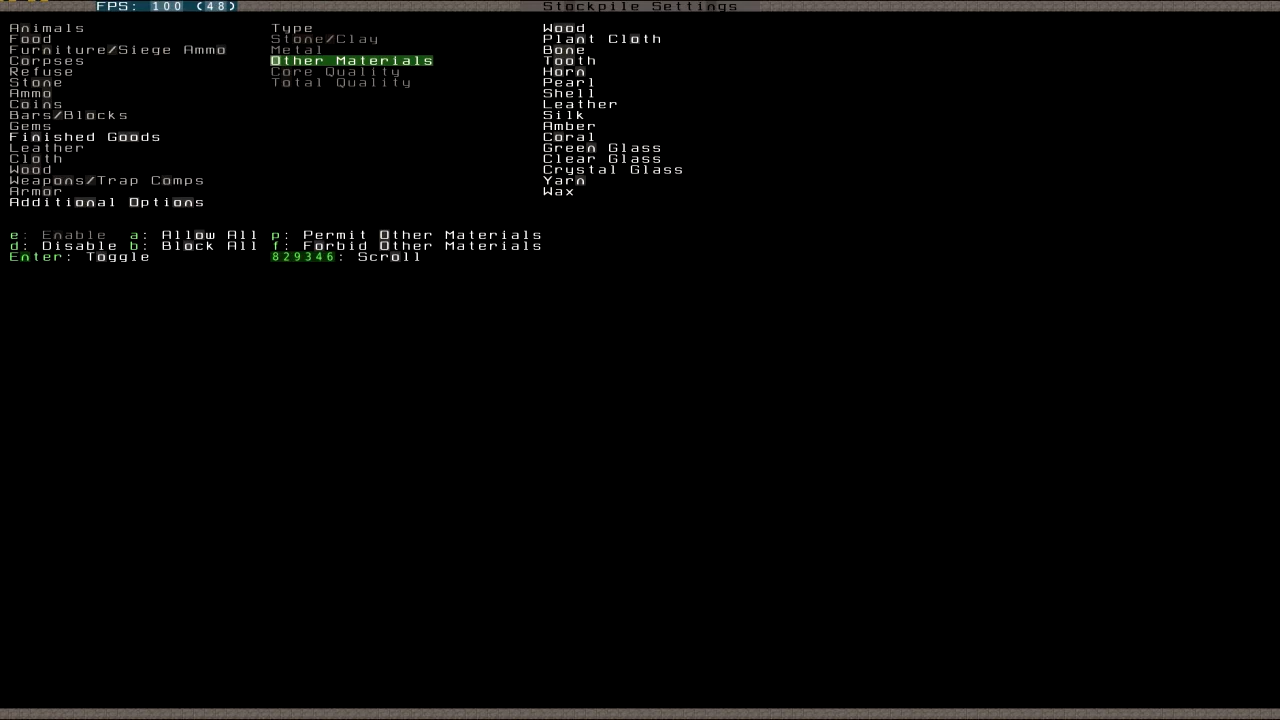 FPS: 100 (48) Stockpile Settings
Animals Type Wood
Food Stone/Clay Plant Cloth
Furniture/Siege Ammo Metal Bone
Corpses Other Materials Tooth
Refuse Core Quality Horn
Stone Total Quality Pearl
Ammo Shell
Coins Leather
Bars/Blocks Silk
Gems Amber
Finished Goods Coral
Leather Green Glass
Cloth Clear Glass
Wood Crystal Glass
Weapons/Trap Comps Yarn
Armor Wax
Additional Options
e: Enable a: Allow All p: Permit Other Materials
d: Disable b: Block All f: Forbid Other Materials
Enter: Toggle 829346: Scroll